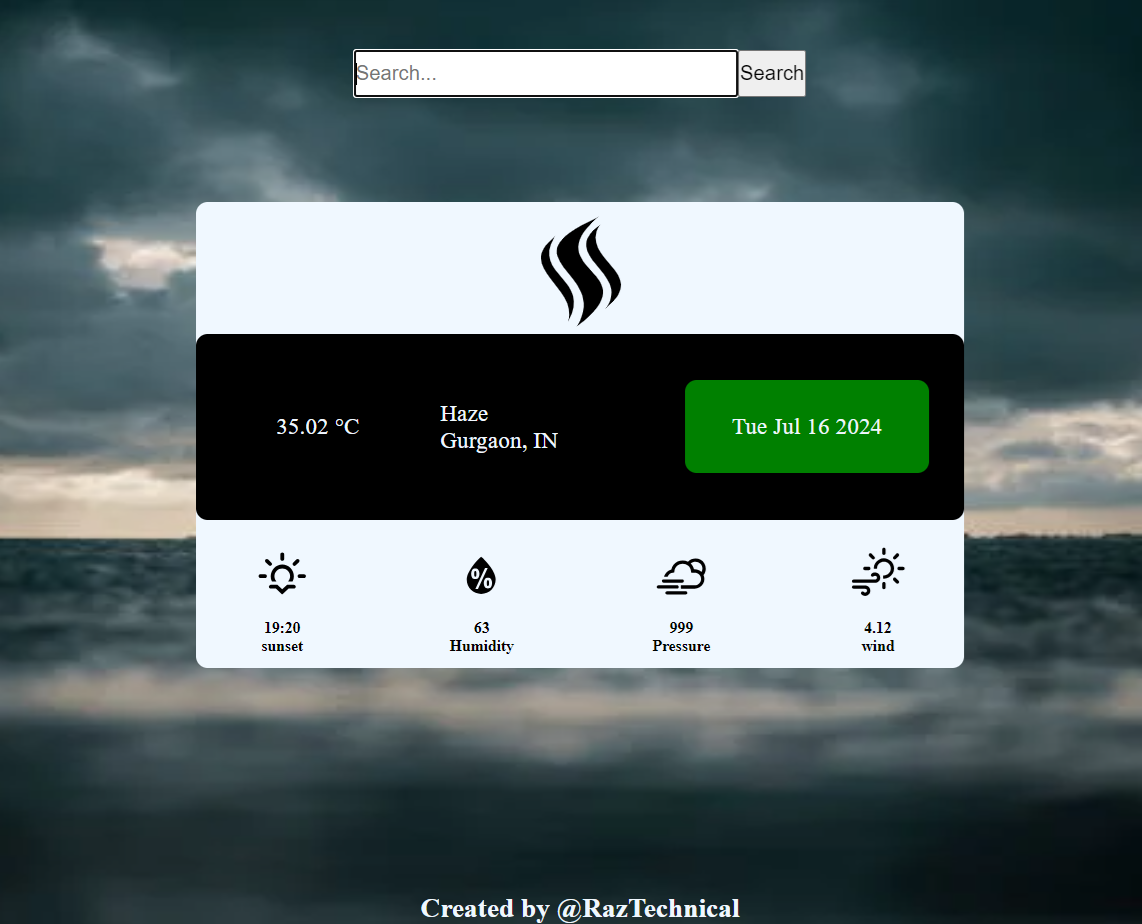 Search...
Search
35.02 °C
Haze
Gurgaon, IN
Tue Jul 16 2024
%
19:20
sunset
63
Humidity
999
Pressure
4.12
wind
Created by @RazTechnical